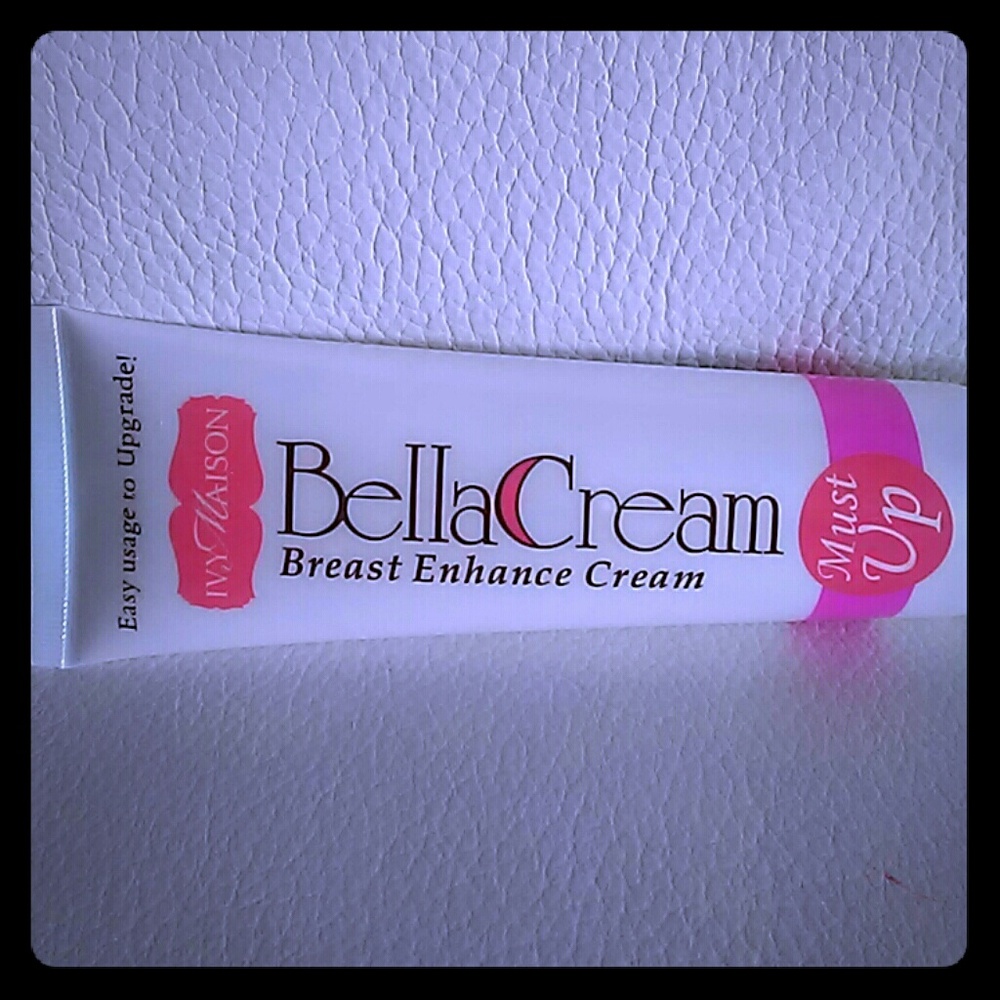 Easy usage to Upgrade!
IVY MAISON
BellaCream
Breast Enhance Cream
Must
Up